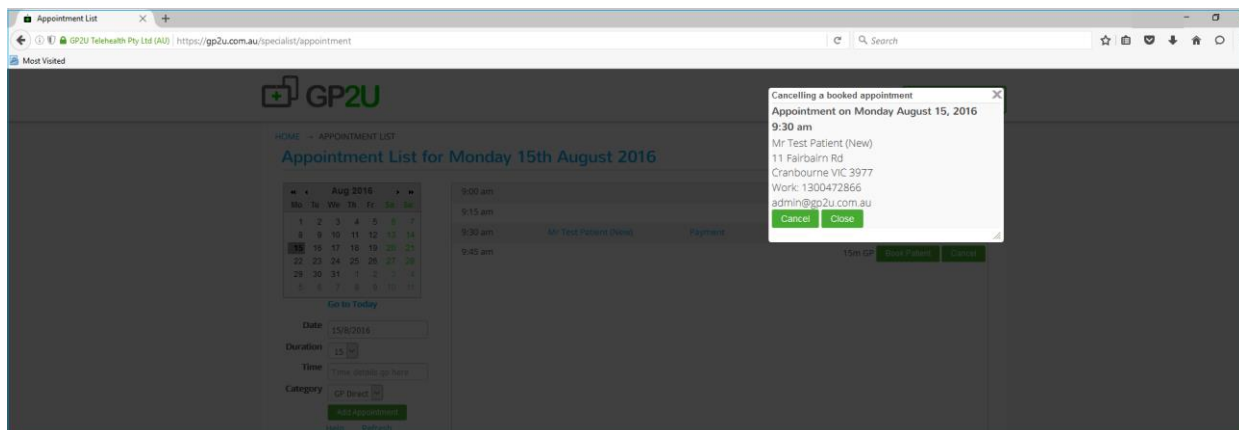 Appointment List
GP2U Telehealth Pty Ltd (AU) https://gp2u.com.au/specialist/appointment
Search
Most Visited
GP2U
HOME → APPOINTMENT LIST
Appointment List for Monday 15th August 2016
Cancelling a booked appointment
Appointment on Monday August 15, 2016
9:30 am
Mr Test Patient (New)
11 Fairbairn Rd
Cranbourne VIC 3977
Work: 1300472866
admin@gp2u.com.au
Cancel Close
Aug 2016
Mo Tu We Th Fr Sa Su
1 2 3 4 5 6 7
8 9 10 11 12 13 14
15 16 17 18 19 20 21
22 23 24 25 26 27 28
29 30 31 1 2 3 4
5 6 7 8 9 10 11
Go to Today
9:00 am
9:15 am
9:30 am Mr Test Patient (New) Payment
9:45 am 15m GP Book Patient Cancel
Date 15/8/2016
Duration 15
Time Time details go here
Category GP Direct
Add Appointment
Help Refresh